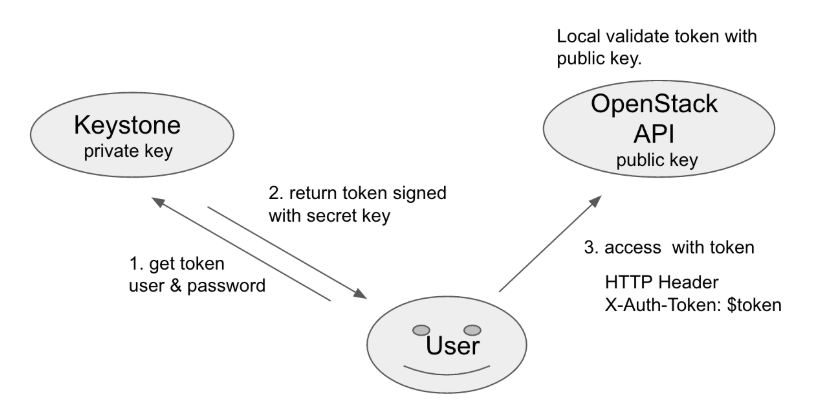 Local validate token with
public key.
Keystone
private key
OpenStack
API
public key
2. return token signed
with secret key
1. get token
user & password
3. access  with token
HTTP Header
X-Auth-Token: $token
User